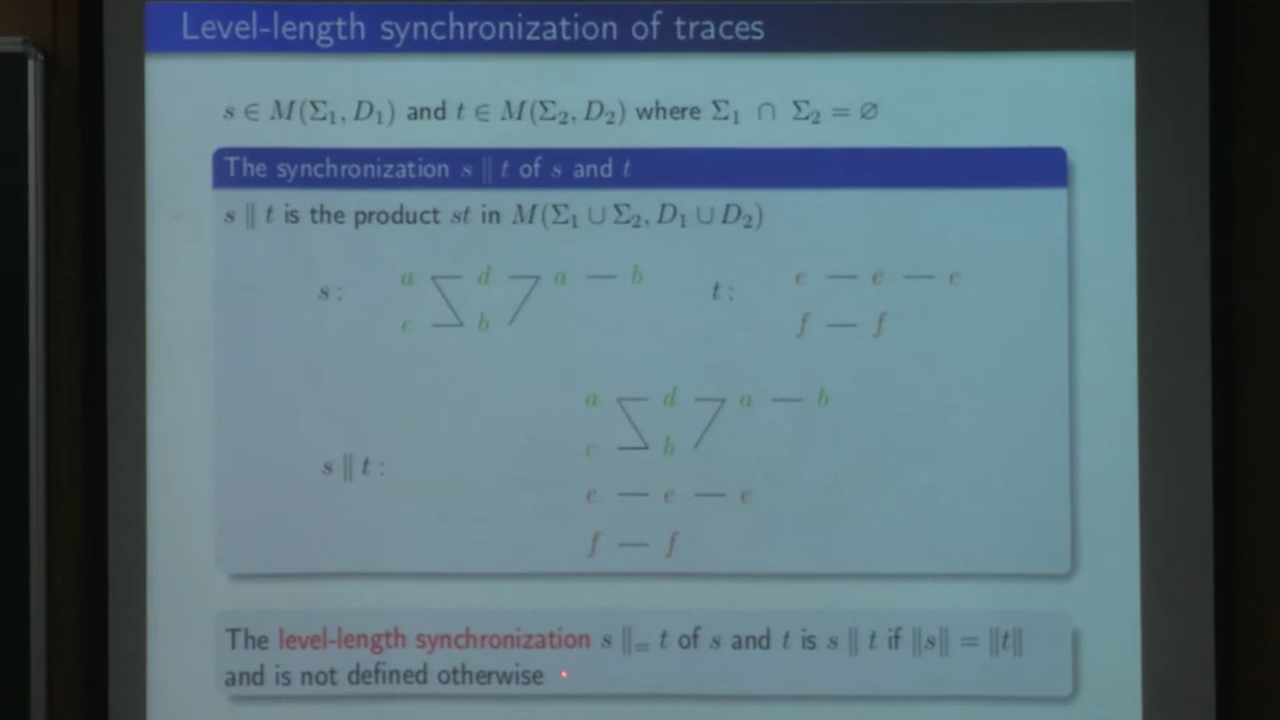 Level-length synchronization of traces
s ∈ M(Σ₁, D₁) and t ∈ M(Σ₂, D₂) where Σ₁ ∩ Σ₂ = ∅
The synchronization s ∥ t of s and t
s ∥ t is the product st in M(Σ₁ ∪ Σ₂, D₁ ∪ D₂)
s : a d a — b t : e — e — e
c b f — f
a d a — b
c b
s ∥ t :
e — e — e
f — f
The level-length synchronization s ∥₌ t of s and t is s ∥ t if ‖s‖ = ‖t‖
and is not defined otherwise